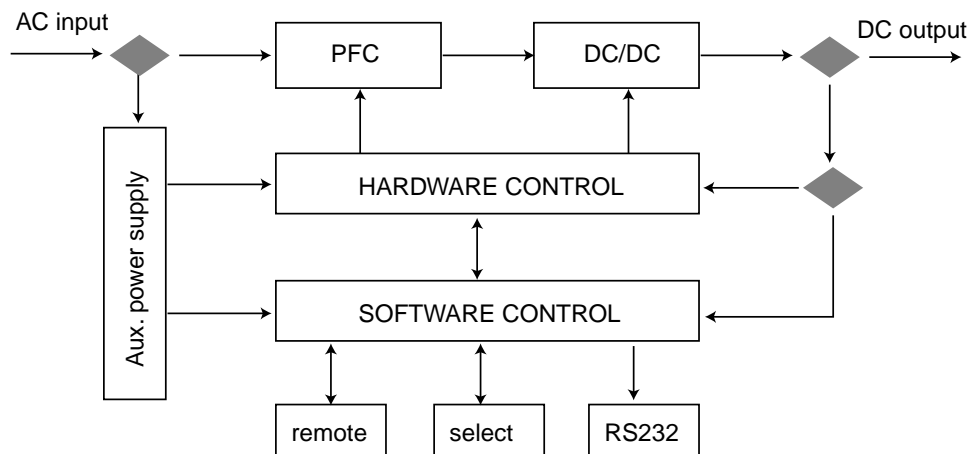 AC input
DC output
PFC
DC/DC
HARDWARE CONTROL
Aux. power supply
SOFTWARE CONTROL
remote
select
RS232